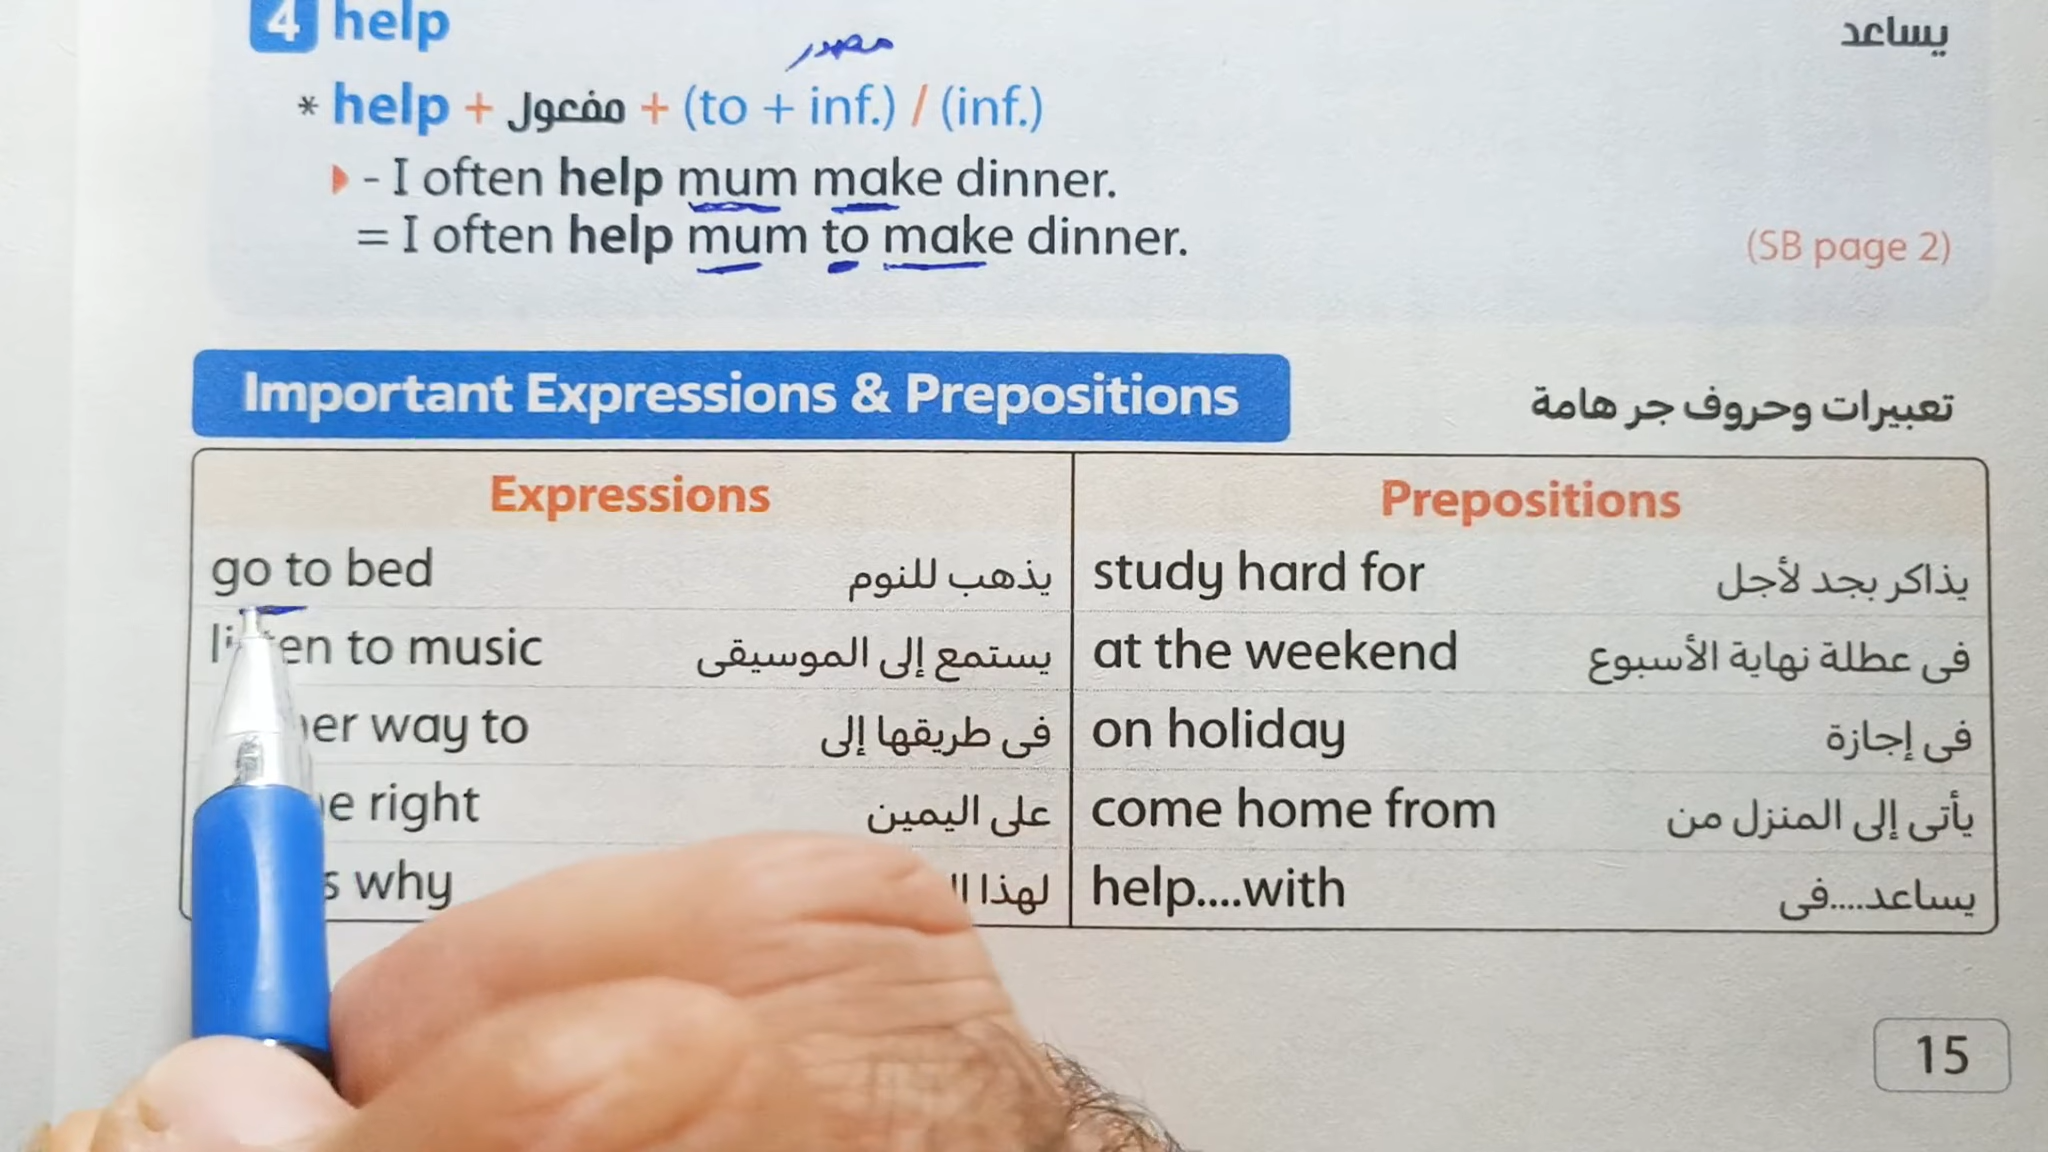 4 help يساعد
مصدر
* help + مفعول + (to + inf.) / (inf.)
- I often help mum make dinner.
= I often help mum to make dinner. (SB page 2)
Important Expressions & Prepositions تعبيرات وحروف جر هامة
Expressions Prepositions
go to bed يذهب للنوم study hard for يذاكر بجد لأجل
listen to music يستمع إلى الموسيقى at the weekend فى عطلة نهاية الأسبوع
her way to فى طريقها إلى on holiday فى إجازة
right على اليمين come home from يأتى إلى المنزل من
why لهذا help....with يساعد....فى
15